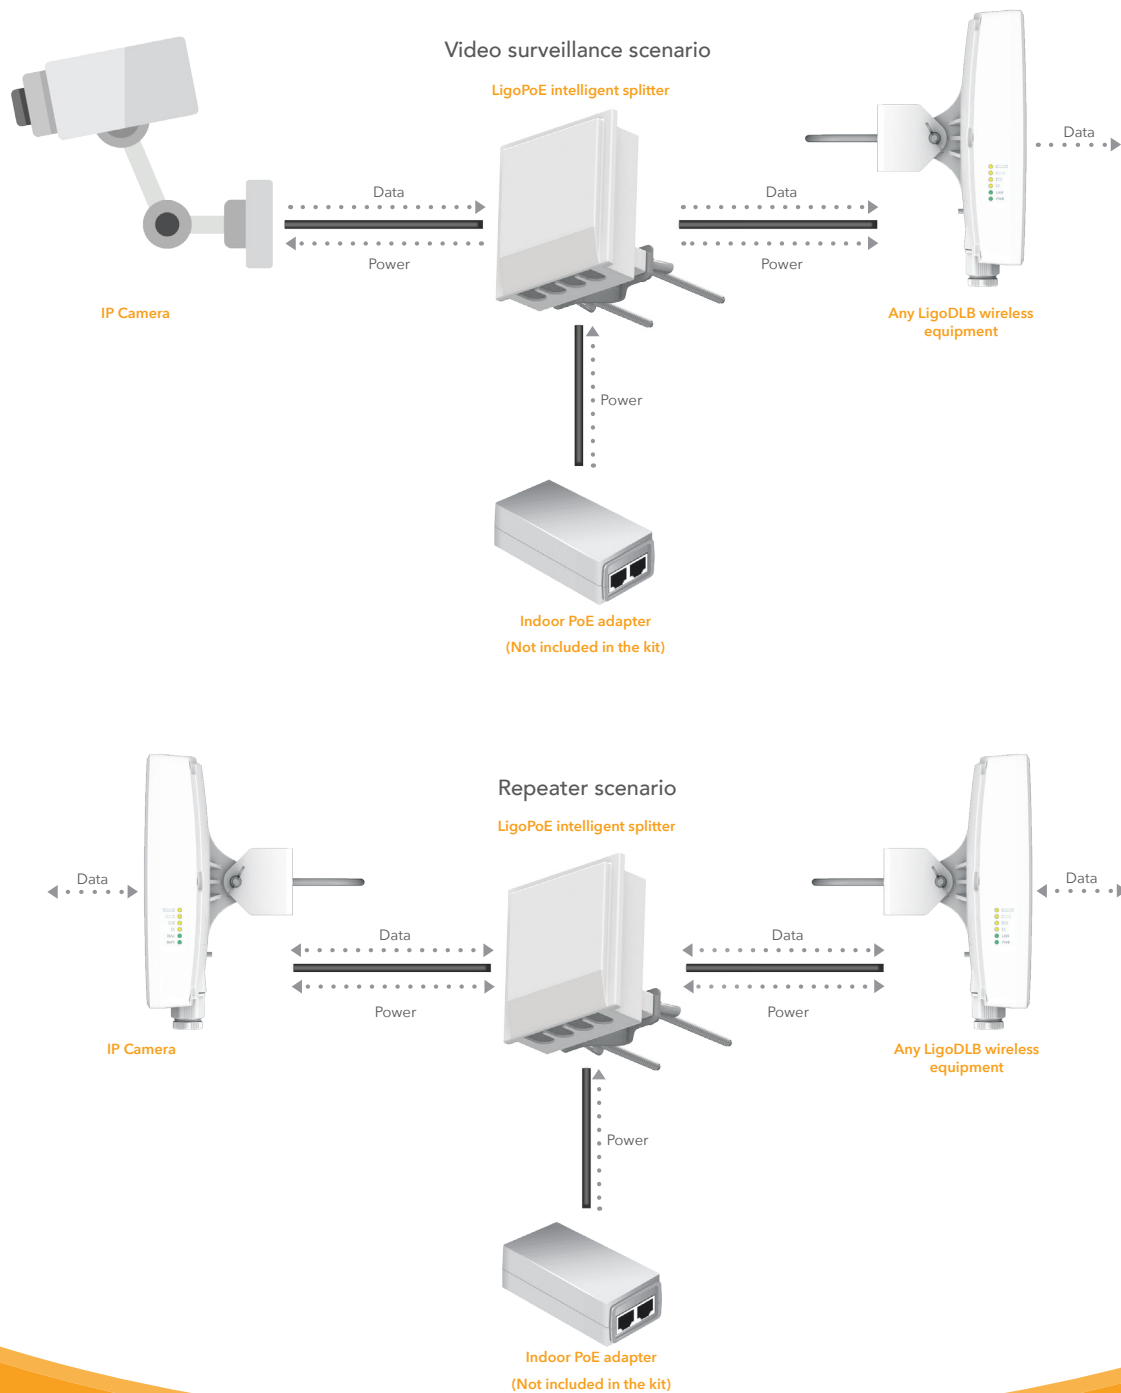 Video surveillance scenario
LigoPoE intelligent splitter
Data
Data
Data
Power
Power
IP Camera
Any LigoDLB wireless
equipment
Power
Indoor PoE adapter
(Not included in the kit)
Repeater scenario
LigoPoE intelligent splitter
Data
Data
Data
Data
Power
Power
IP Camera
Any LigoDLB wireless
equipment
Power
Indoor PoE adapter
(Not included in the kit)